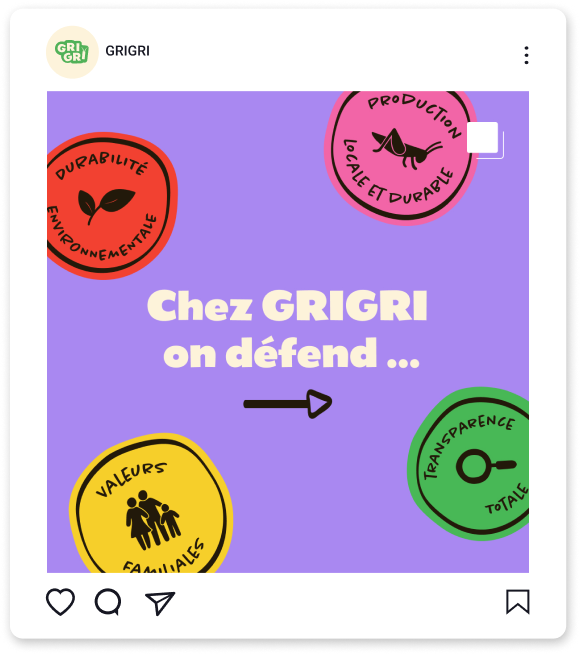 GRI
GRI
GRIGRI
PRODUCTION
LOCALE ET DURABLE
DURABILITÉ
ENVIRONNEMENTALE
Chez GRIGRI
on défend ...
TRANSPARENCE
TOTALE
VALEURS
FAMILIALES